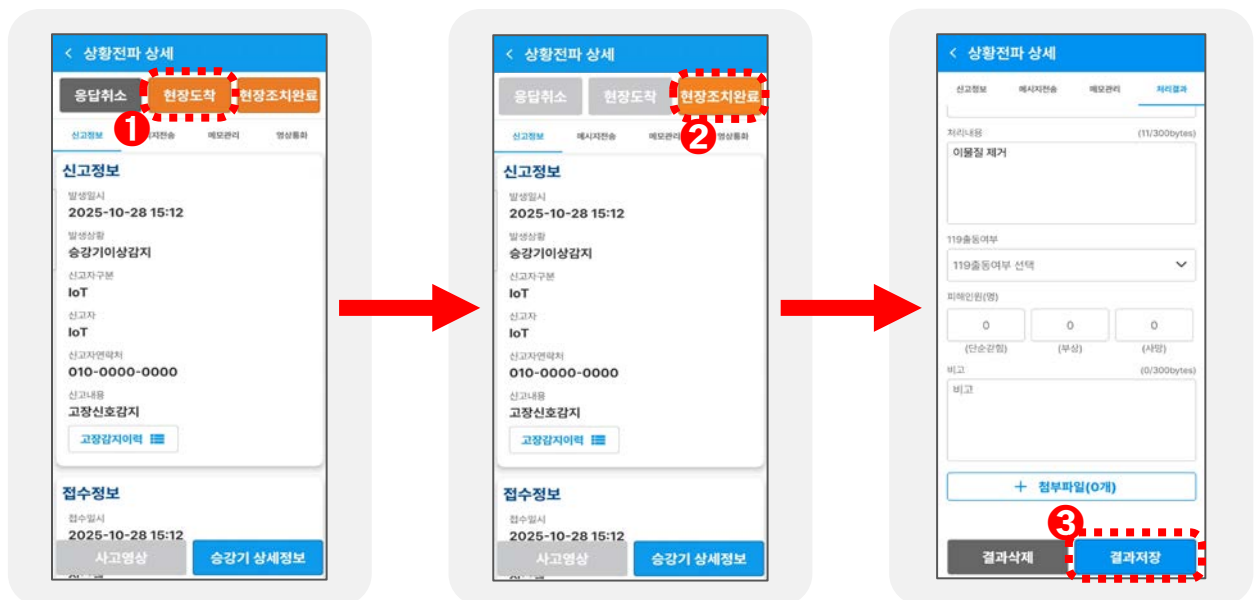 < 상황전파 상세
응답취소 현장도착 현장조치완료
1
신고정보 지전송 메모관리 영상통화
신고정보
발생일시
2025-10-28 15:12
발생상황
승강기이상감지
신고자구분
IoT
신고자
IoT
신고자연락처
010-0000-0000
신고내용
고장신호감지
고장감지이력
접수정보
접수일시
2025-10-28 15:12
사고영상 승강기 상세정보
< 상황전파 상세
응답취소 현장도착 현장조치완료
2
신고정보 메시지전송 메모관리 영상통화
신고정보
발생일시
2025-10-28 15:12
발생상황
승강기이상감지
신고자구분
IoT
신고자
IoT
신고자연락처
010-0000-0000
신고내용
고장신호감지
고장감지이력
접수정보
접수일시
2025-10-28 15:12
사고영상 승강기 상세정보
< 상황전파 상세
신고정보 메시지전송 메모관리 처리결과
처리내용 (11/300bytes)
이물질 제거
119출동여부
119출동여부 선택
피해인원(명)
0 0 0
(단순갇힘) (부상) (사망)
비고 (0/300bytes)
비고
+ 첨부파일(0개)
3
결과삭제 결과저장